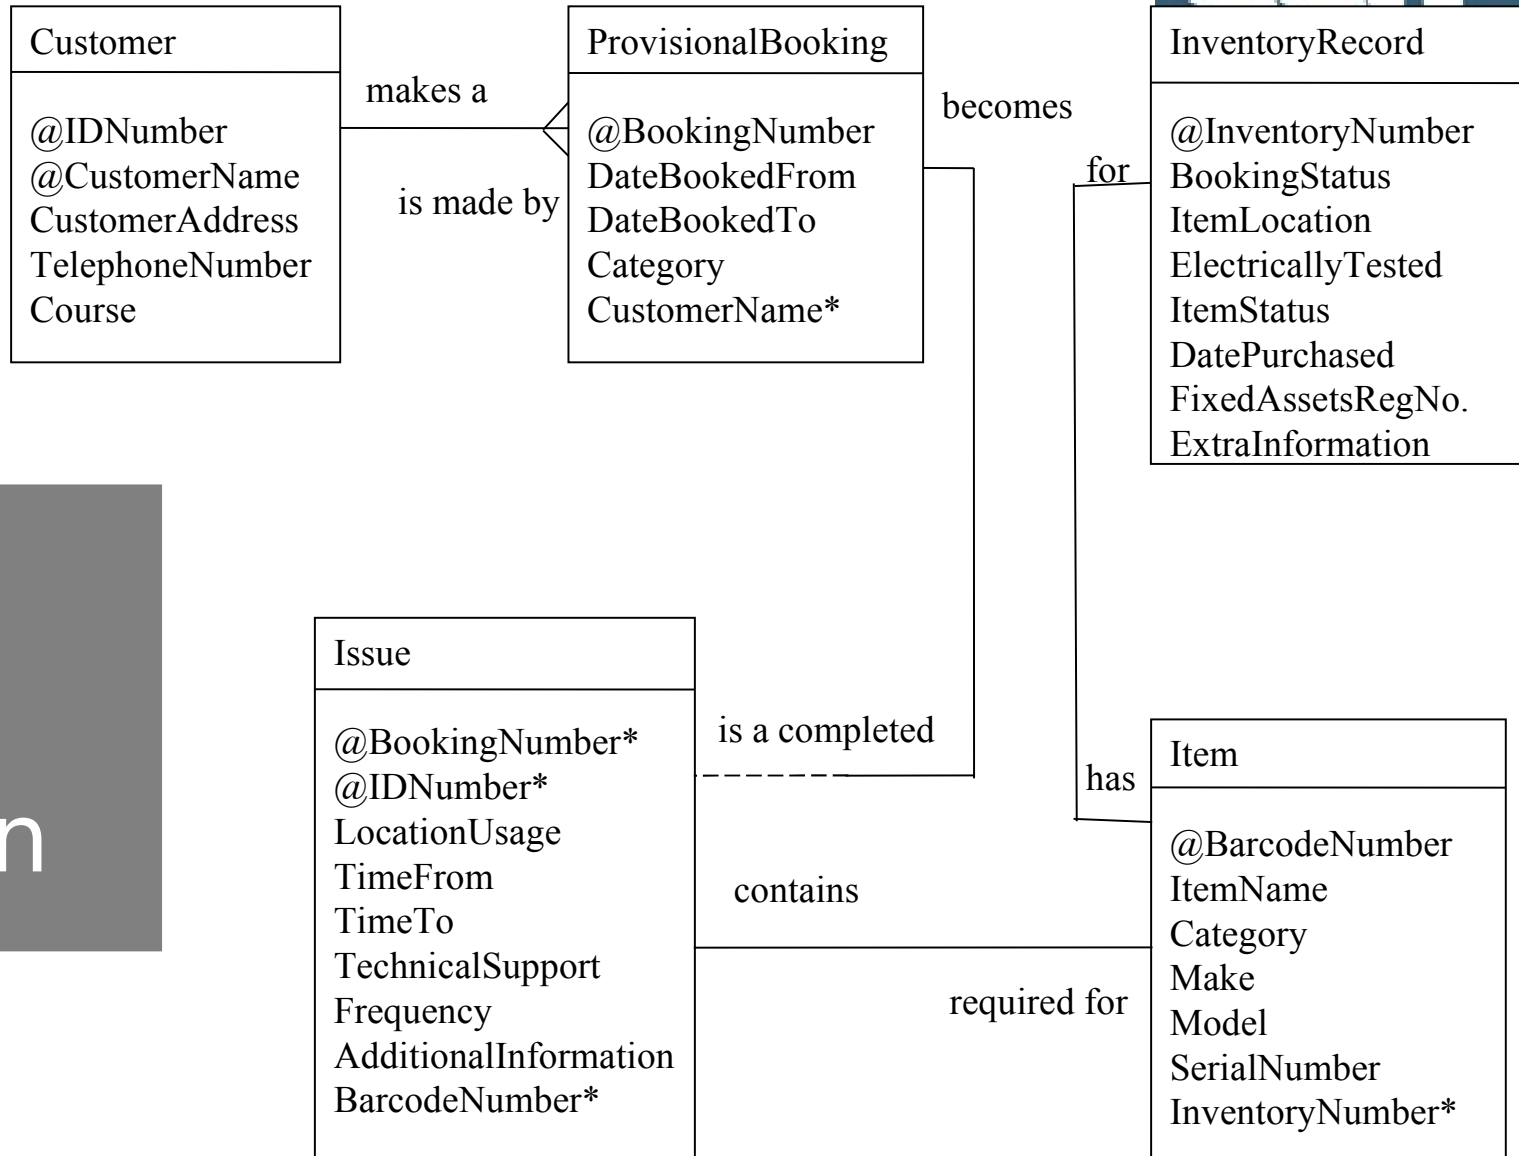 Customer
@IDNumber
@CustomerName
CustomerAddress
TelephoneNumber
Course
makes a
is made by
ProvisionalBooking
@BookingNumber
DateBookedFrom
DateBookedTo
Category
CustomerName*
becomes
for
InventoryRecord
@InventoryNumber
BookingStatus
ItemLocation
ElectricallyTested
ItemStatus
DatePurchased
FixedAssetsRegNo.
ExtraInformation
n
Issue
@BookingNumber*
@IDNumber*
LocationUsage
TimeFrom
TimeTo
TechnicalSupport
Frequency
AdditionalInformation
BarcodeNumber*
is a completed
contains
required for
has
Item
@BarcodeNumber
ItemName
Category
Make
Model
SerialNumber
InventoryNumber*